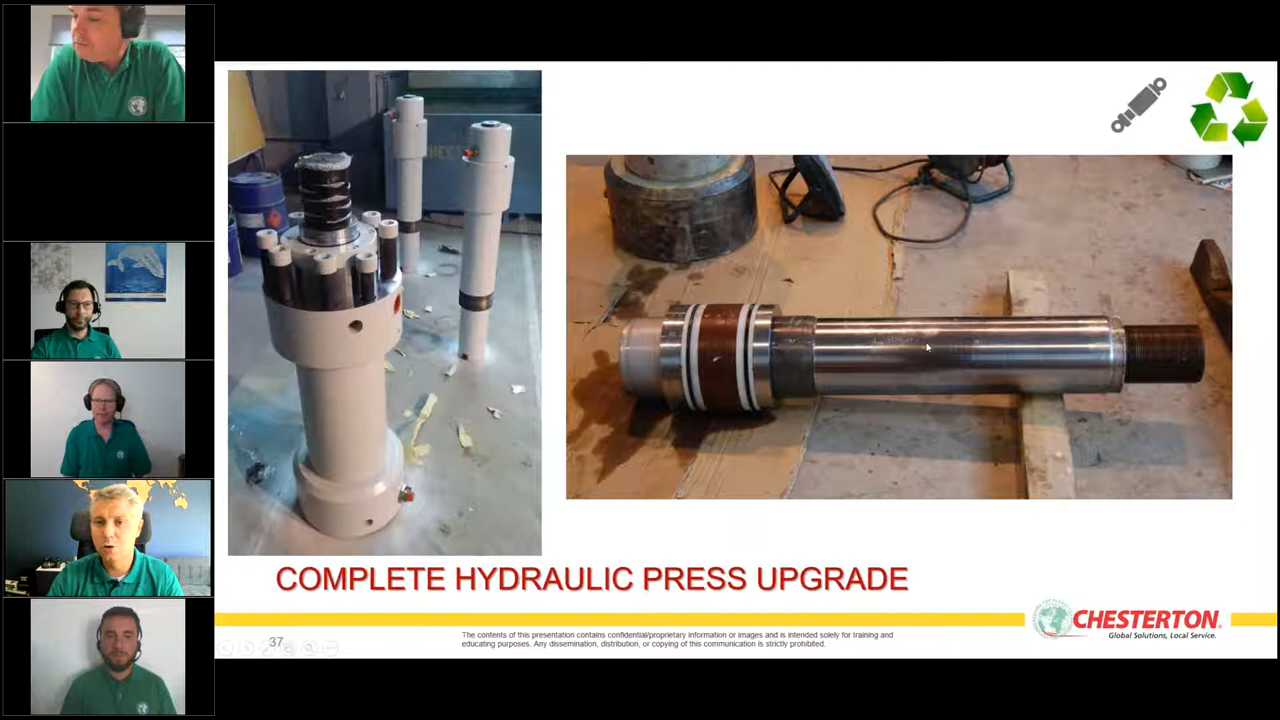 COMPLETE HYDRAULIC PRESS UPGRADE
37
The contents of this presentation contains confidential/proprietary information or images and is intended solely for training and
educating purposes. Any dissemination, distribution, or copying of this communication is strictly prohibited.
CHESTERTON®
Global Solutions, Local Service.